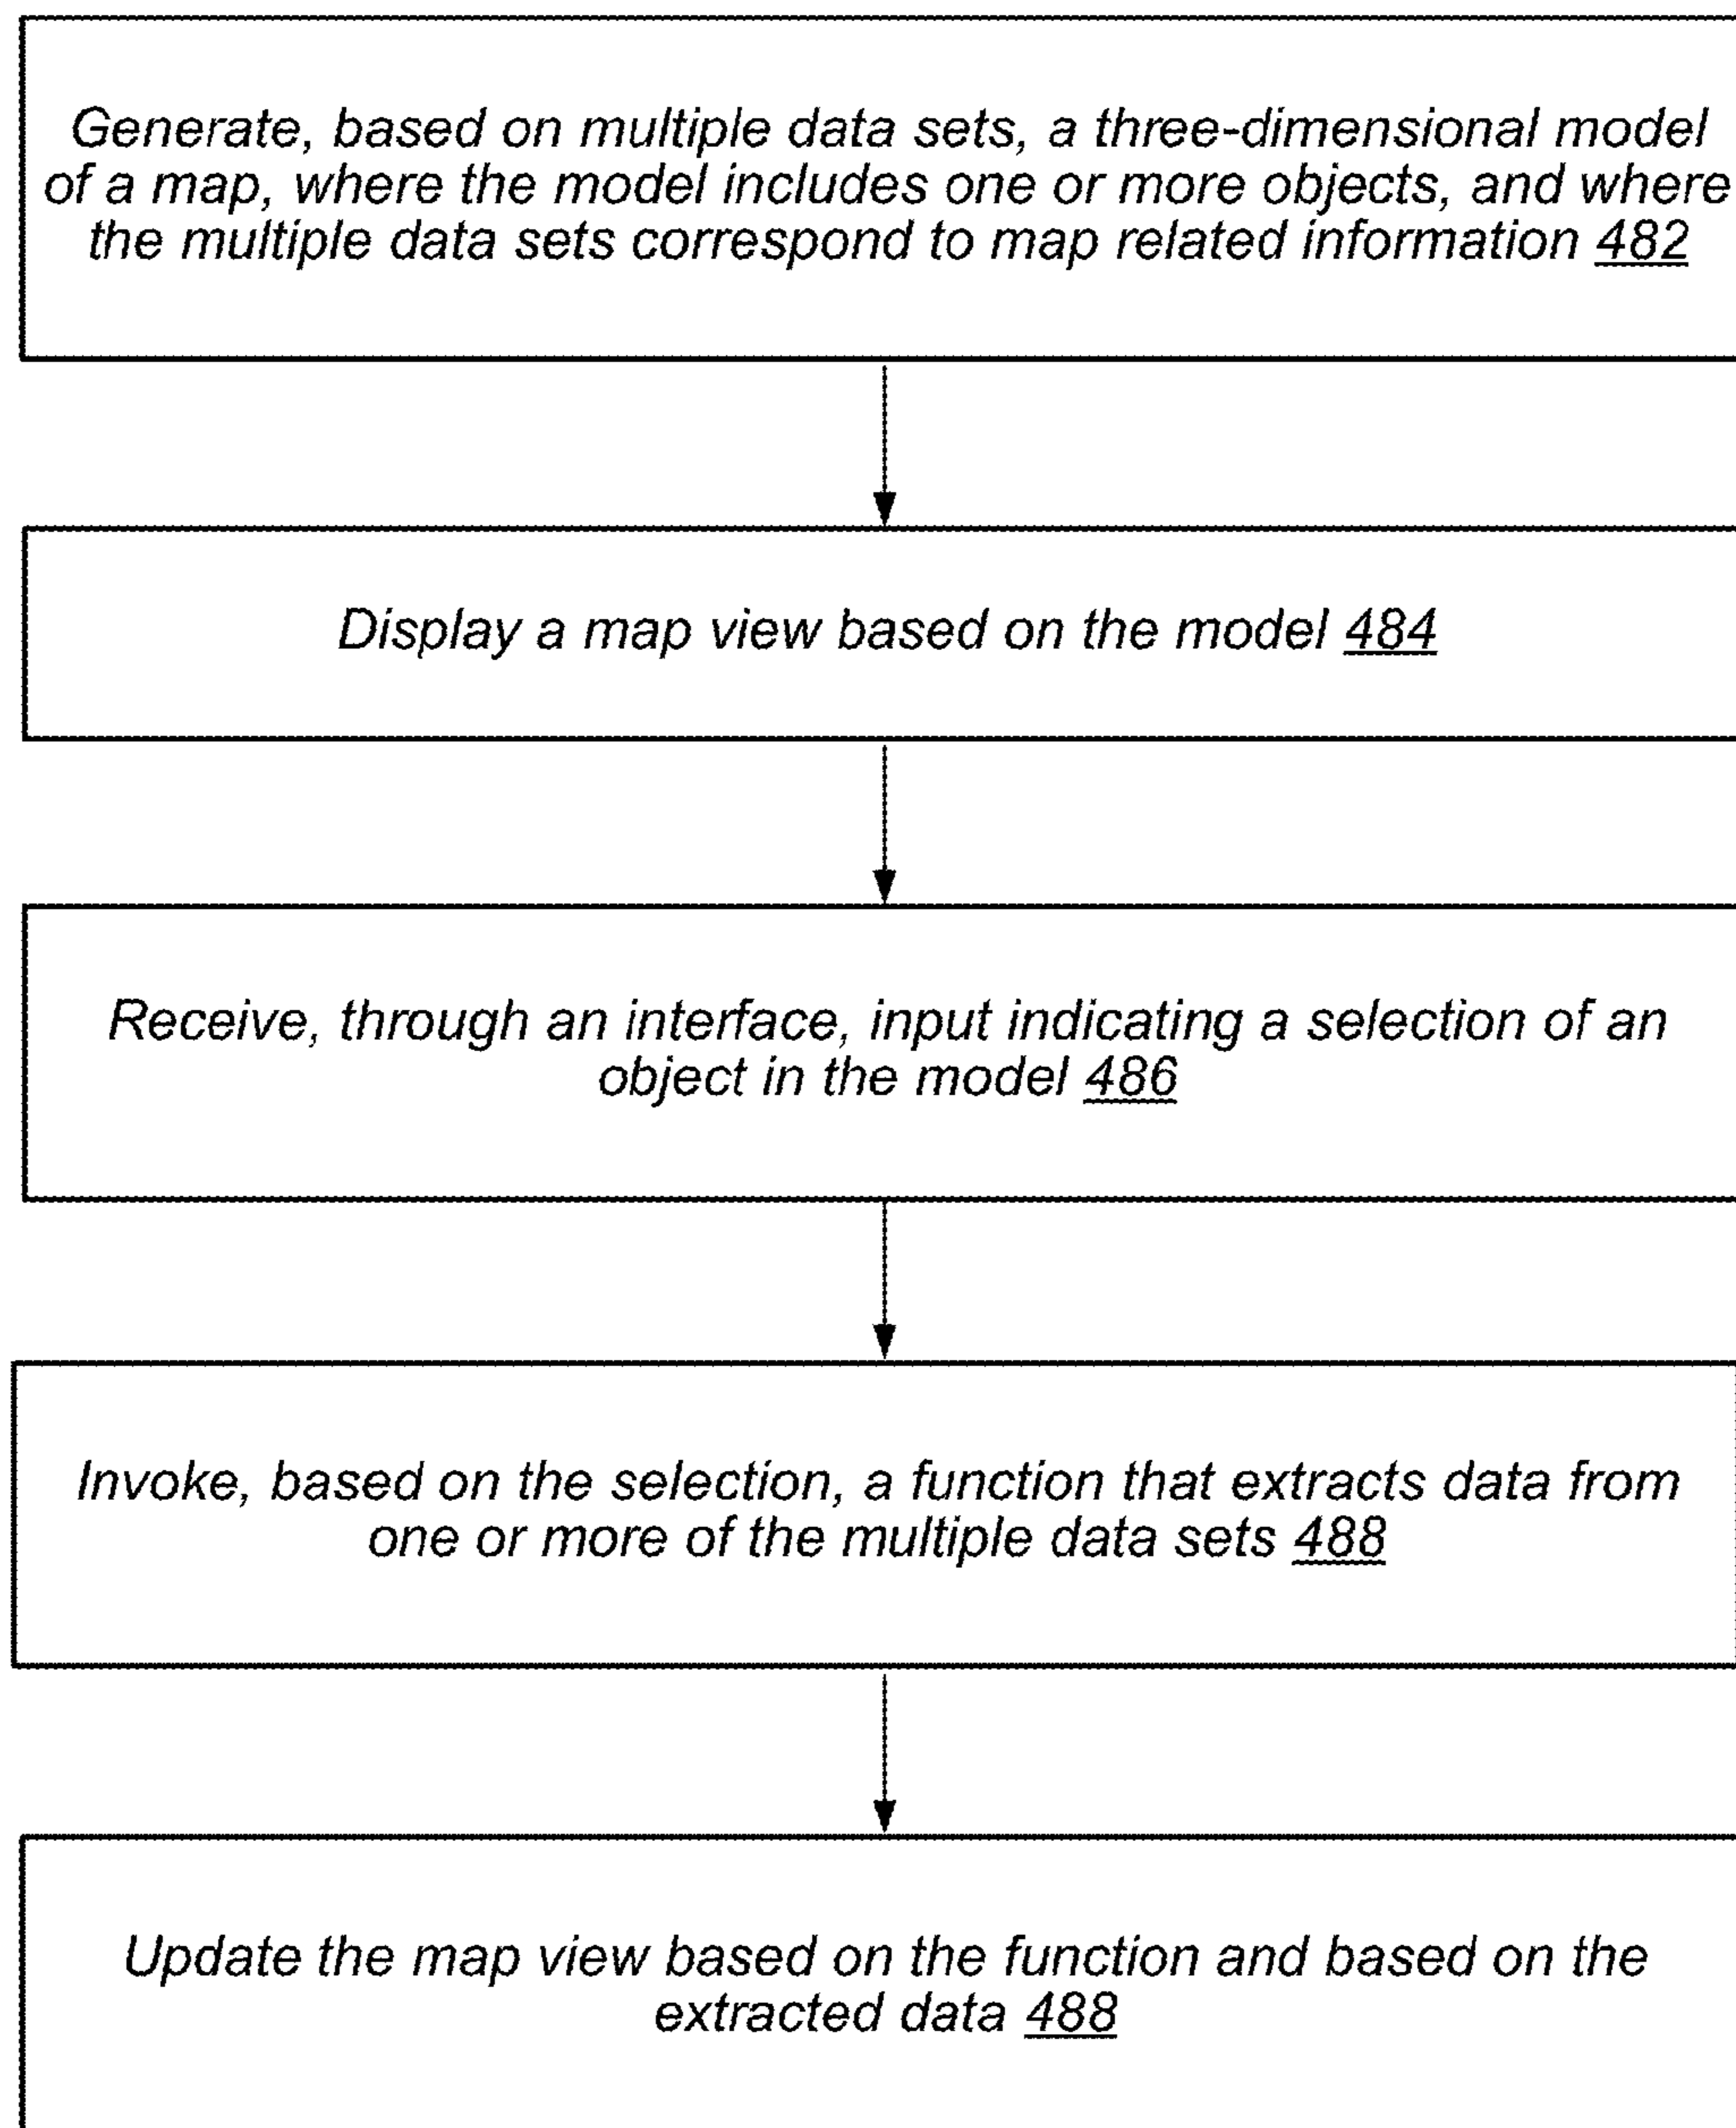 Generate, based on multiple data sets, a three-dimensional model
of a map, where the model includes one or more objects, and where
the multiple data sets correspond to map related information 482
Display a map view based on the model 484
Receive, through an interface, input indicating a selection of an
object in the model 486
Invoke, based on the selection, a function that extracts data from
one or more of the multiple data sets 488
Update the map view based on the function and based on the
extracted data 488